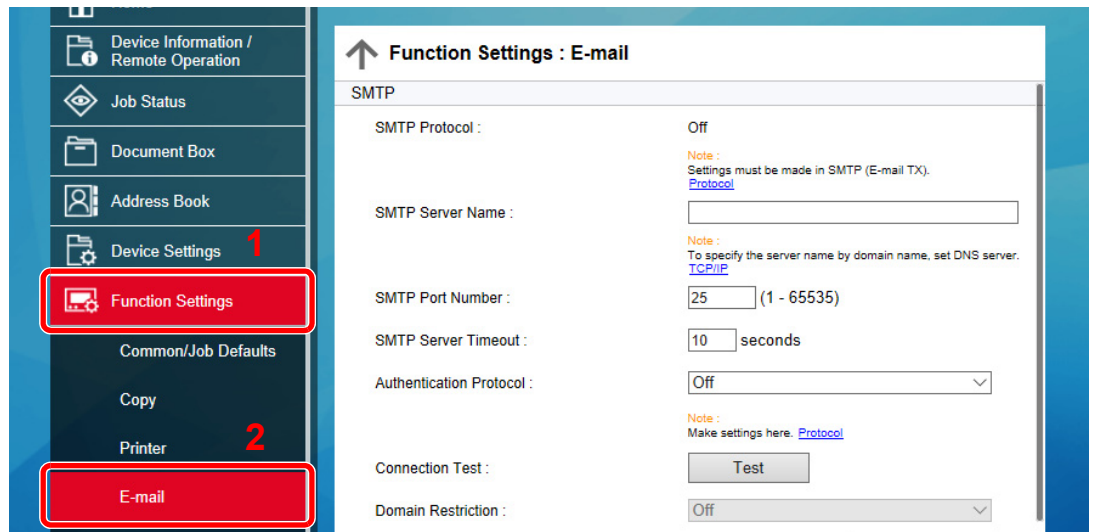 Home
Device Information /
Remote Operation
Job Status
Document Box
Address Book
Device Settings
1
Function Settings
Common/Job Defaults
Copy
Printer
2
E-mail
Function Settings : E-mail
SMTP
SMTP Protocol : Off
Note :
Settings must be made in SMTP (E-mail TX).
Protocol
SMTP Server Name :
Note :
To specify the server name by domain name, set DNS server.
TCP/IP
SMTP Port Number : 25 (1 - 65535)
SMTP Server Timeout : 10 seconds
Authentication Protocol : Off
Note :
Make settings here. Protocol
Connection Test : Test
Domain Restriction : Off